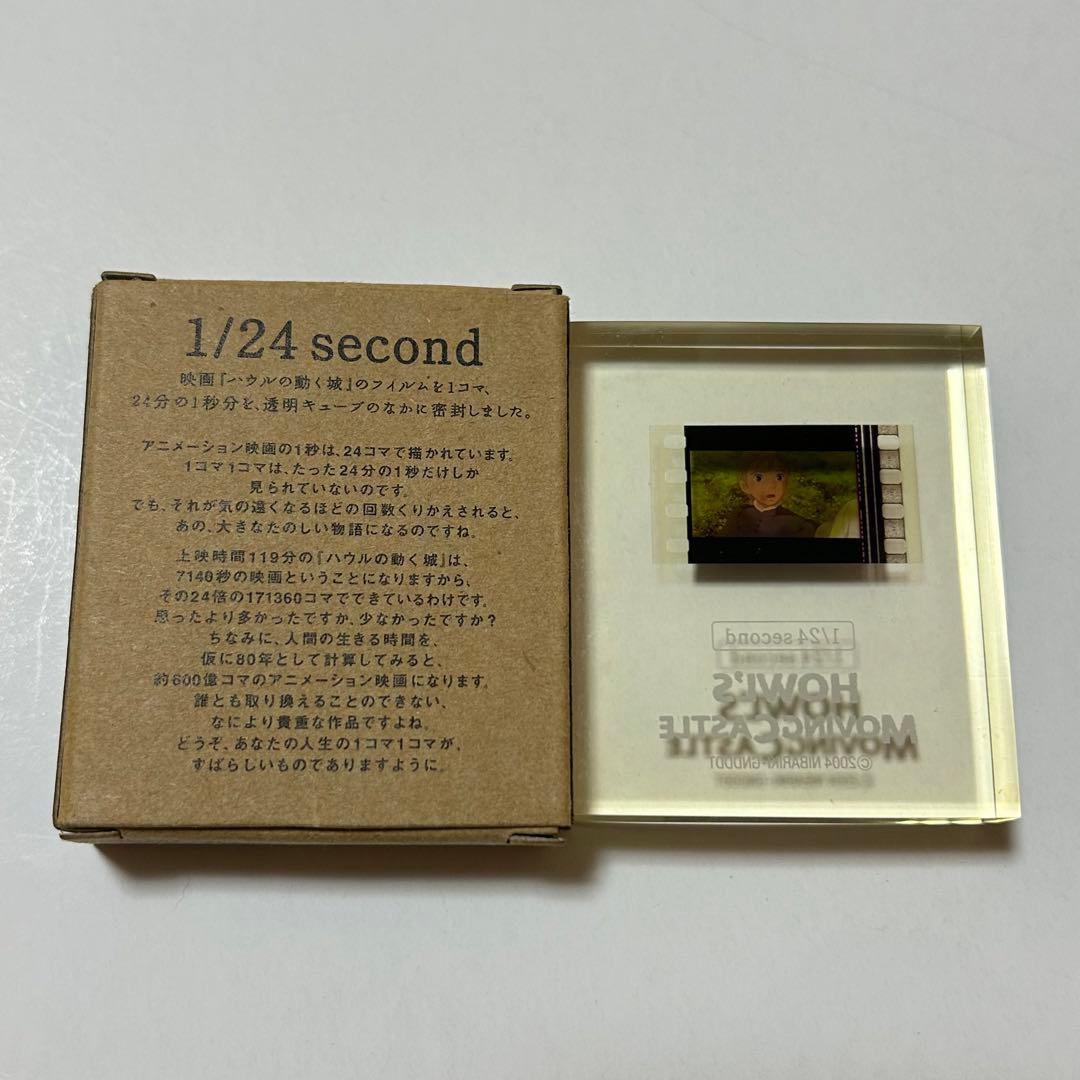 1/24 second
映画『ハウルの動く城』のフィルムを1コマ、
24分の1秒分を、透明キューブのなかに密封しました。
アニメーション映画の1秒は、24コマで描かれています。
1コマ1コマは、たった24分の1秒だけしか
見られていないのです。
でも、それが気の遠くなるほどの回数くりかえされると、
あの、大きなたのしい物語になるのですね。
上映時間119分の『ハウルの動く城』は、
7140秒の映画ということになりますから、
その24倍の171360コマでできているわけです。
思ったより多かったですか、少なかったですか？
ちなみに、人間の生きる時間を、
仮に80年として計算してみると、
約600億コマのアニメーション映画になります。
誰とも取り換えることのできない、
なにより貴重な作品ですよね。
どうぞ、あなたの人生の1コマ1コマが、
すばらしいものでありますように。
1/24 second
HOWL'S
MOVING CASTLE
©2004 NIBARIKI・GNDDDT